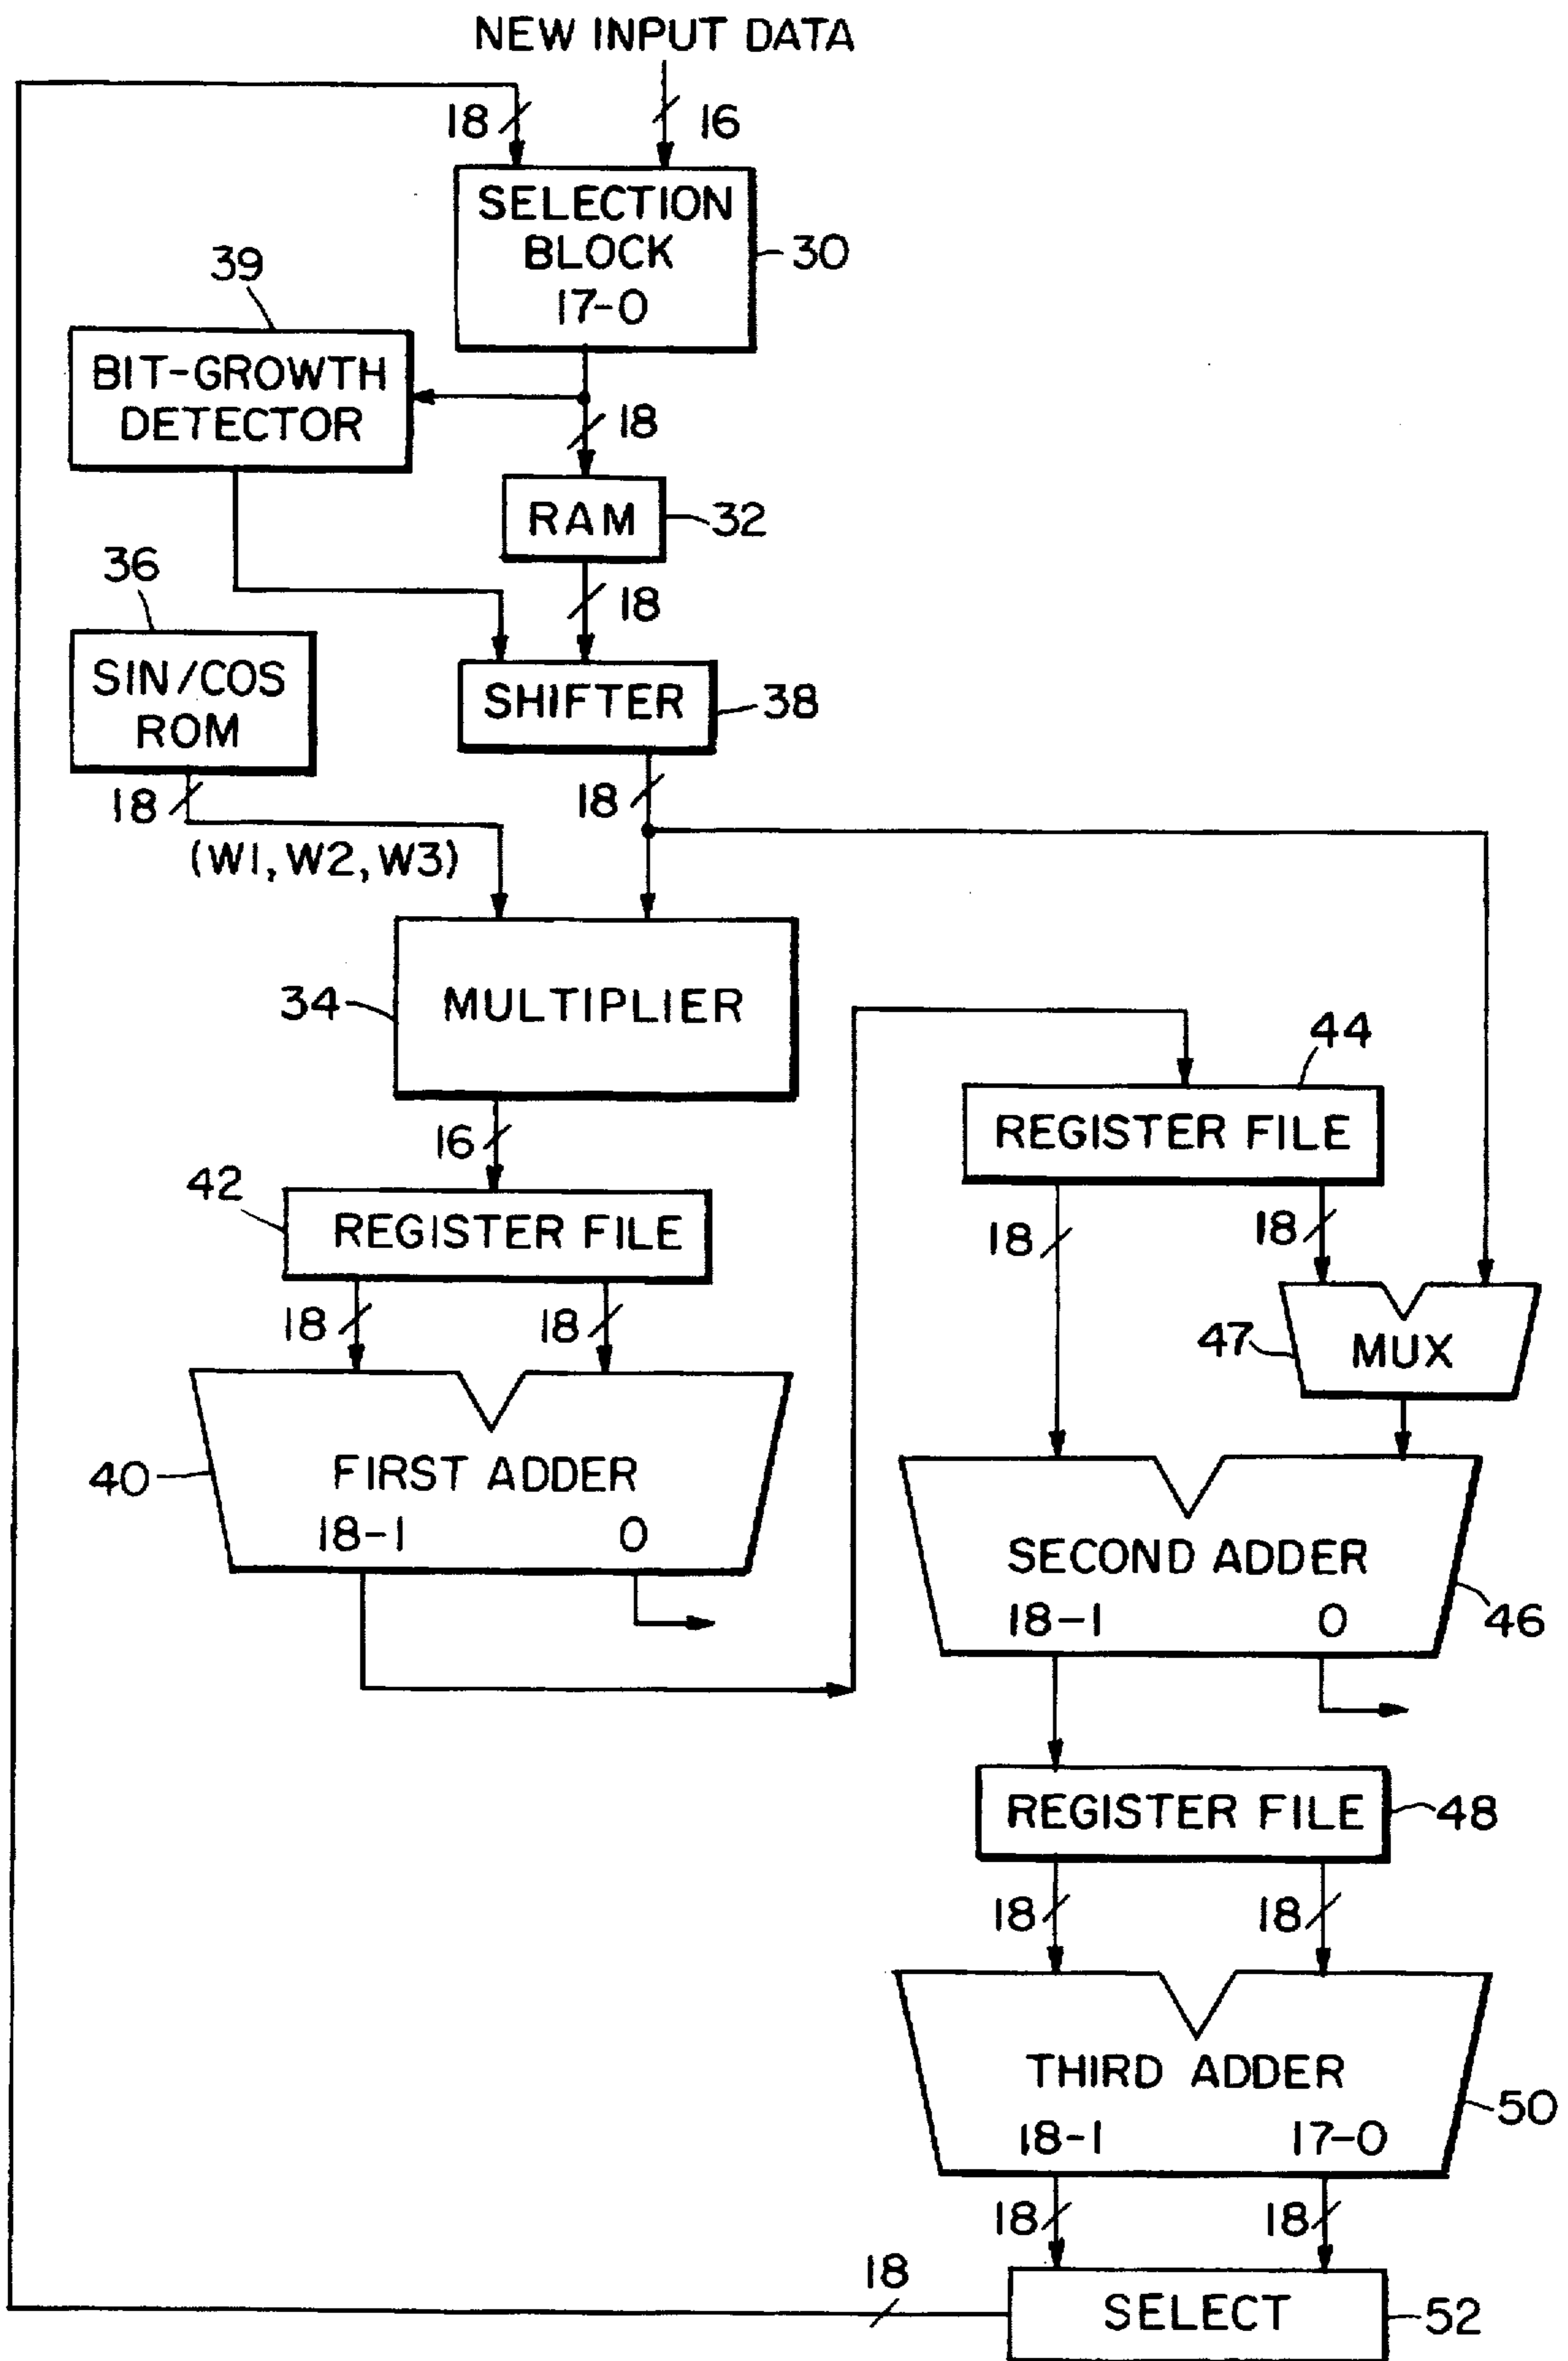 NEW INPUT DATA
18
16
SELECTION
BLOCK
17-0
30
39
BIT-GROWTH
DETECTOR
18
RAM
32
36
18
SIN/COS
ROM
SHIFTER
38
18
18
(W1, W2, W3)
34
MULTIPLIER
44
REGISTER FILE
16
42
REGISTER FILE
18
18
18
18
47
MUX
40
FIRST ADDER
18-1
0
SECOND ADDER
18-1
0
46
REGISTER FILE
48
18
18
THIRD ADDER
18-1
17-0
50
18
18
18
SELECT
52